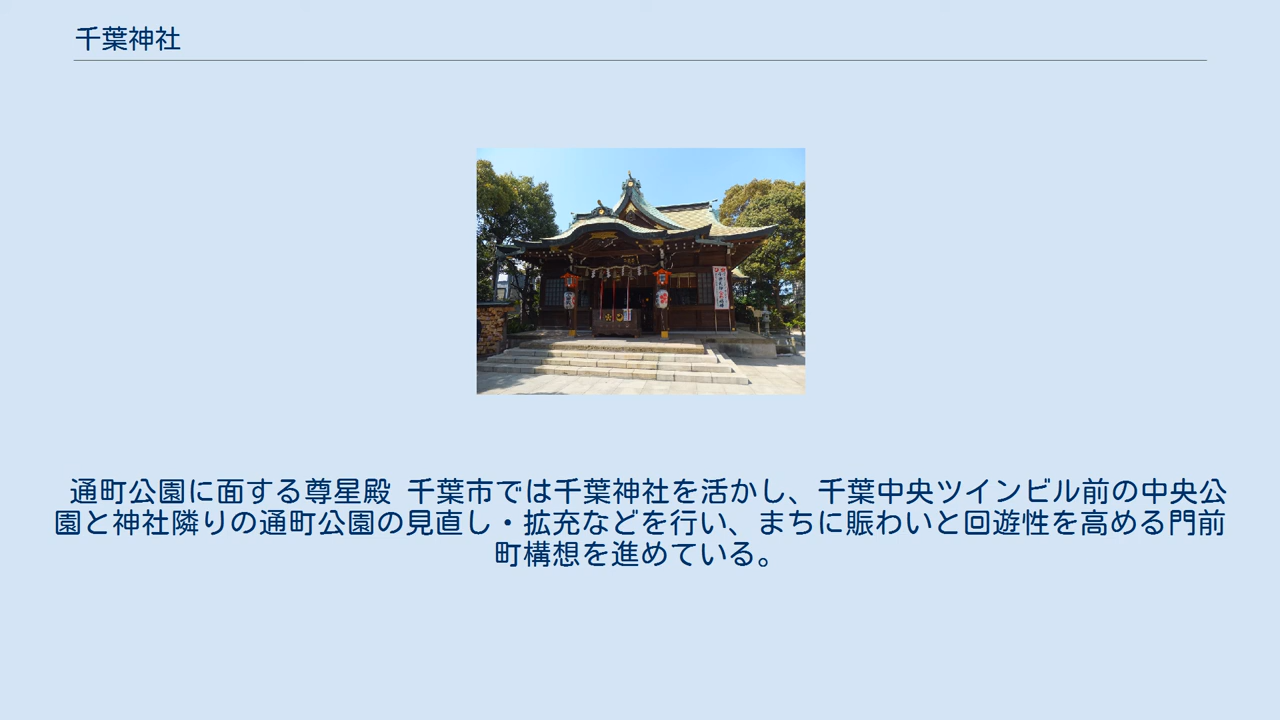 千葉神社
通町公園に面する尊星殿 千葉市では千葉神社を活かし、千葉中央ツインビル前の中央公
園と神社隣りの通町公園の見直し・拡充などを行い、まちに賑わいと回遊性を高める門前
町構想を進めている。